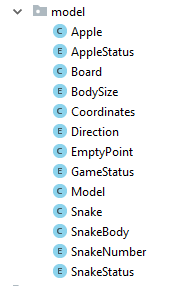 model
C Apple
E AppleStatus
C Board
E BodySize
C Coordinates
E Direction
C EmptyPoint
E GameStatus
C Model
C Snake
C SnakeBody
E SnakeNumber
E SnakeStatus